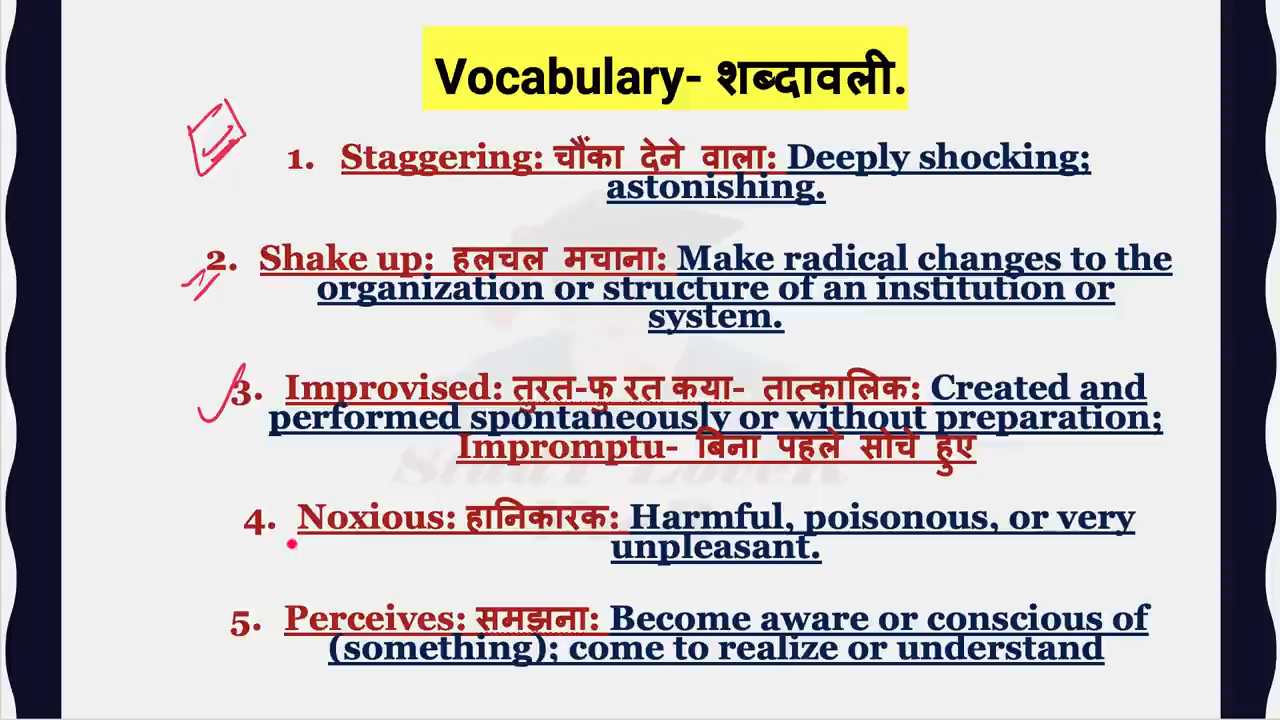 Vocabulary- शब्दावली.
1. Staggering: चौंका देने वाला: Deeply shocking;
astonishing.
2. Shake up: हलचल मचाना: Make radical changes to the
organization or structure of an institution or
system.
3. Improvised: तुरत-फु रत कया- तात्कालिक: Created and
performed spontaneously or without preparation;
Impromptu- बिना पहले सोचे हुए
4. Noxious: हानिकारक: Harmful, poisonous, or very
unpleasant.
5. Perceives: समझना: Become aware or conscious of
(something); come to realize or understand